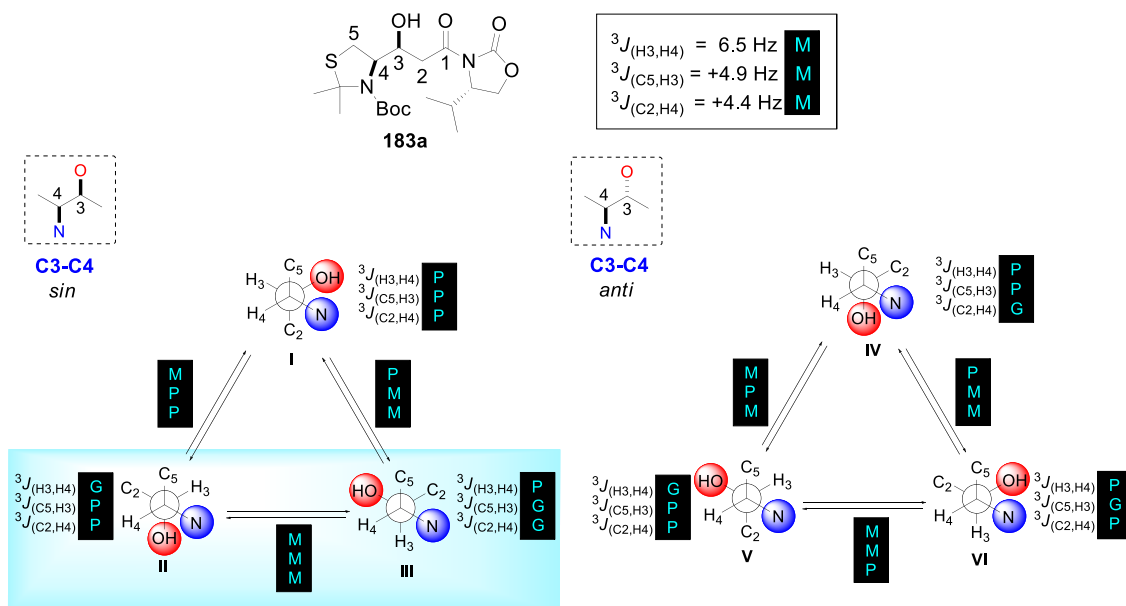 OH
O
O
5
S
4
3
2
1
N
O
N
Boc
183a
³J(H3,H4) = 6.5 Hz M
³J(C5,H3) = +4.9 Hz M
³J(C2,H4) = +4.4 Hz M
O
4
3
N
C3-C4
sin
O
4
3
N
C3-C4
anti
C5
H3
OH
H4
N
C2
I
³J(H3,H4) P
³J(C5,H3) P
³J(C2,H4) P
C5
H3
C2
H4
N
OH
IV
³J(H3,H4) P
³J(C5,H3) P
³J(C2,H4) G
M
P
P
P
M
M
M
P
M
P
M
M
³J(H3,H4) G
³J(C5,H3) P
³J(C2,H4) P
C5
C2
H3
H4
N
OH
II
M
M
M
HO
C5
C2
H4
N
H3
III
³J(H3,H4) P
³J(C5,H3) G
³J(C2,H4) G
³J(H3,H4) G
³J(C5,H3) P
³J(C2,H4) P
HO
C5
H3
H4
N
C2
V
M
M
P
C5
C2
OH
H4
N
H3
VI
³J(H3,H4) P
³J(C5,H3) G
³J(C2,H4) P